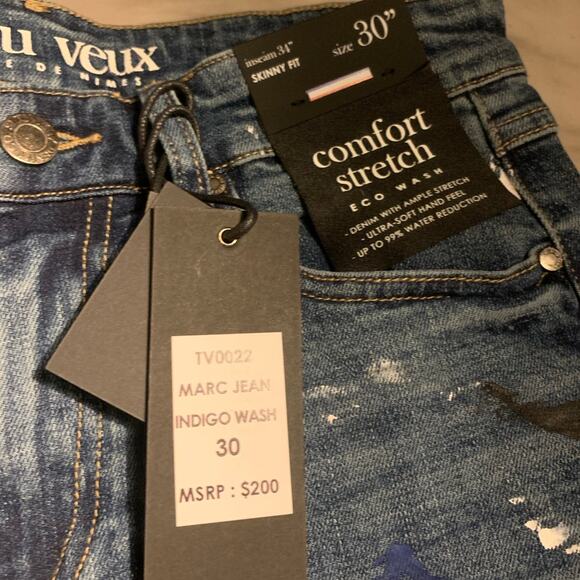 u veux
E DE NIMES
inseam 34"
SKINNY FIT
size 30"
comfort
stretch
ECO WASH
- DENIM WITH AMPLE STRETCH
- ULTRA-SOFT HAND FEEL
- UP TO 99% WATER REDUCTION
TV0022
MARC JEAN
INDIGO WASH
30
MSRP : $200